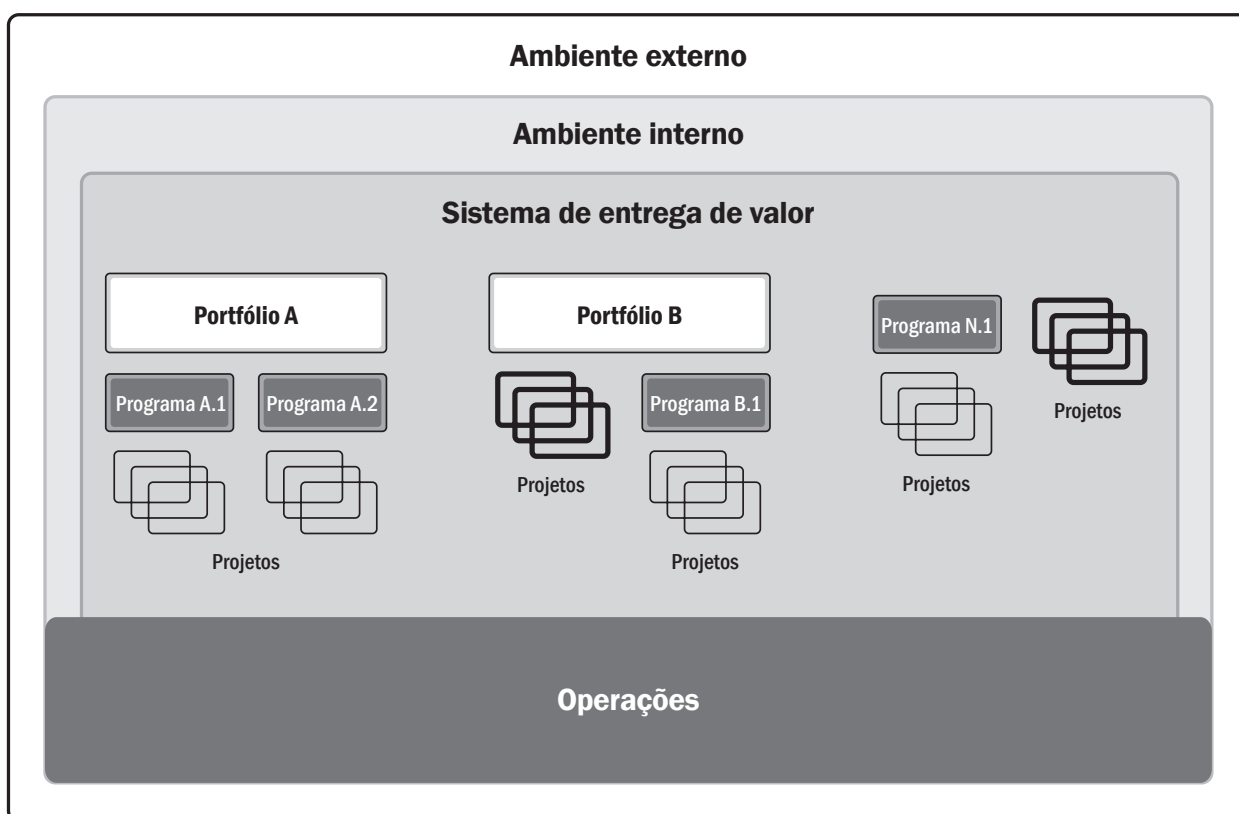 Ambiente externo
Ambiente interno
Sistema de entrega de valor
Portfólio A
Portfólio B
Programa N.1
Projetos
Programa A.1
Programa A.2
Programa B.1
Projetos
Projetos
Projetos
Projetos
Operações